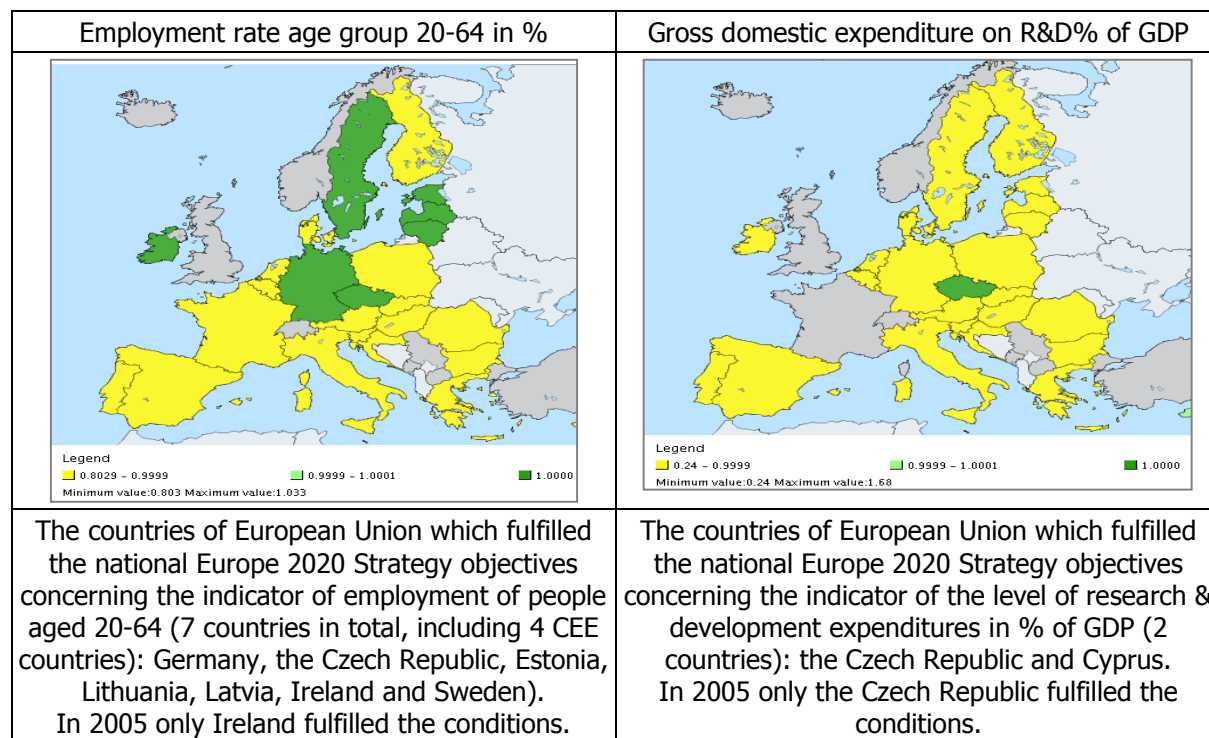 Employment rate age group 20-64 in %
Legend
0.8029 - 0.9999
0.9999 - 1.0001
1.0000
Minimum value:0.803 Maximum value:1.033
The countries of European Union which fulfilled
the national Europe 2020 Strategy objectives
concerning the indicator of employment of people
aged 20-64 (7 countries in total, including 4 CEE
countries): Germany, the Czech Republic, Estonia,
Lithuania, Latvia, Ireland and Sweden).
In 2005 only Ireland fulfilled the conditions.
Gross domestic expenditure on R&D% of GDP
Legend
0.24 - 0.9999
0.9999 - 1.0001
1.0000
Minimum value:0.24 Maximum value:1.68
The countries of European Union which fulfilled
the national Europe 2020 Strategy objectives
concerning the indicator of the level of research &
development expenditures in % of GDP (2
countries): the Czech Republic and Cyprus.
In 2005 only the Czech Republic fulfilled the
conditions.